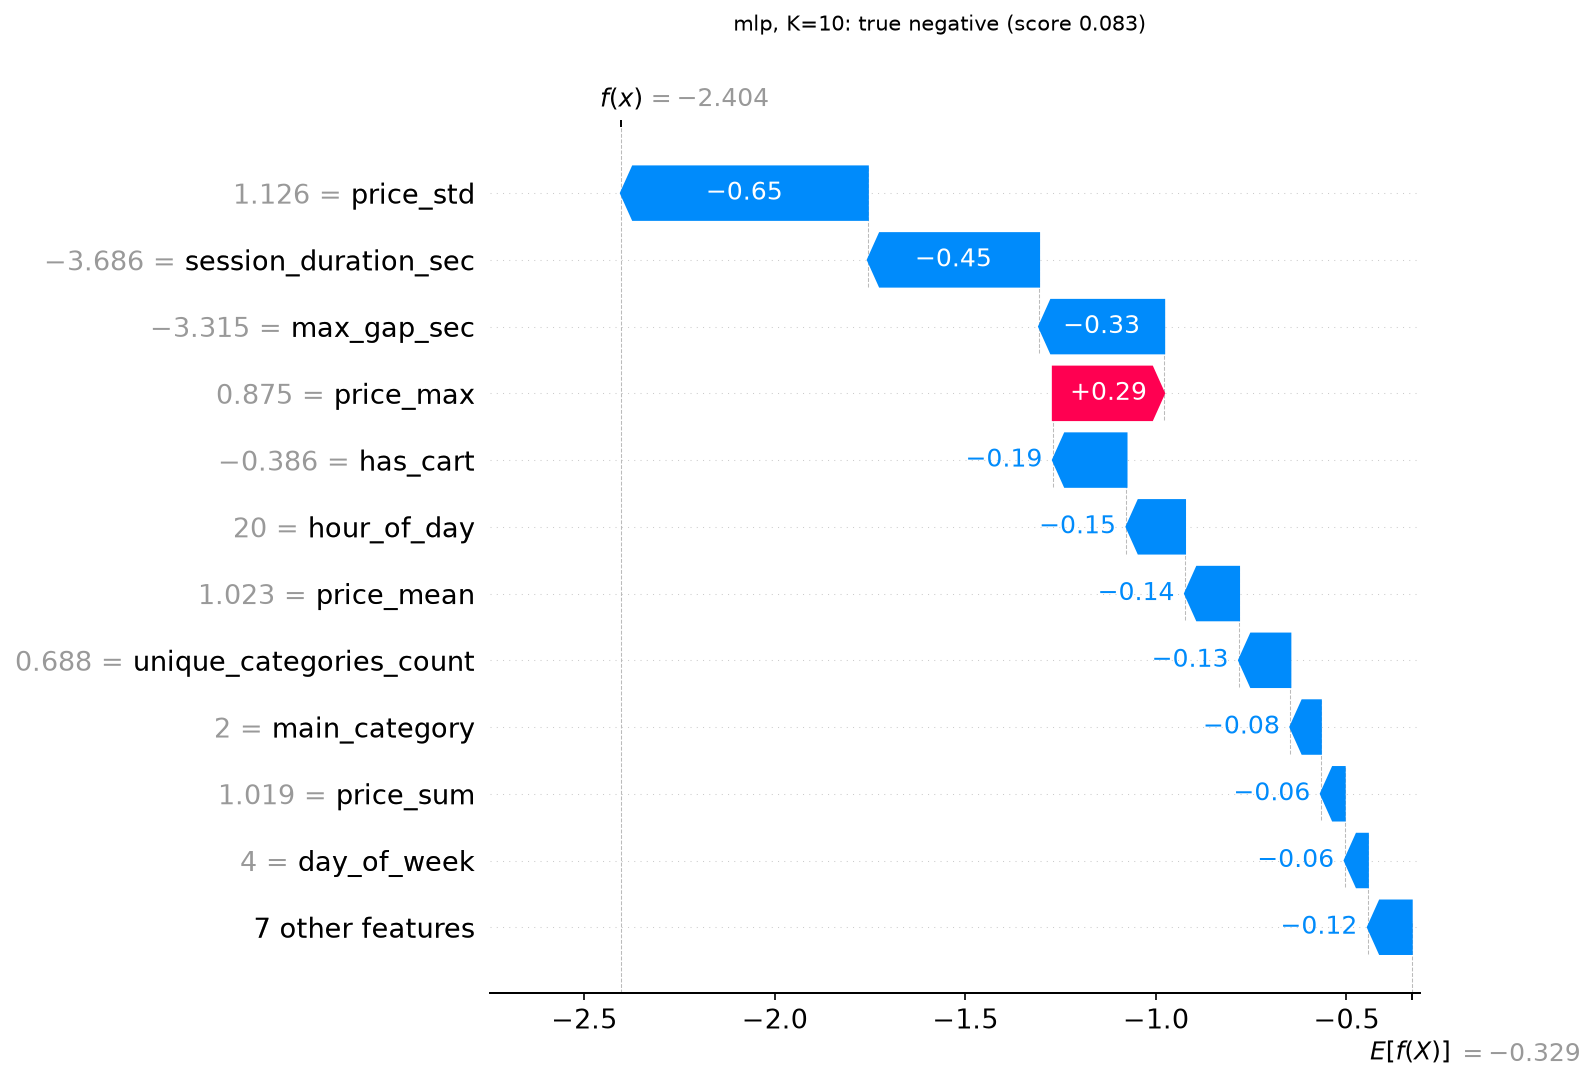 mlp, K=10: true negative (score 0.083)
f(x) = −2.404
1.126 = price_std −0.65
−3.686 = session_duration_sec −0.45
−3.315 = max_gap_sec −0.33
0.875 = price_max +0.29
−0.386 = has_cart −0.19
20 = hour_of_day −0.15
1.023 = price_mean −0.14
0.688 = unique_categories_count −0.13
2 = main_category −0.08
1.019 = price_sum −0.06
4 = day_of_week −0.06
7 other features −0.12
−2.5 −2.0 −1.5 −1.0 −0.5
E[f(X)] = −0.329